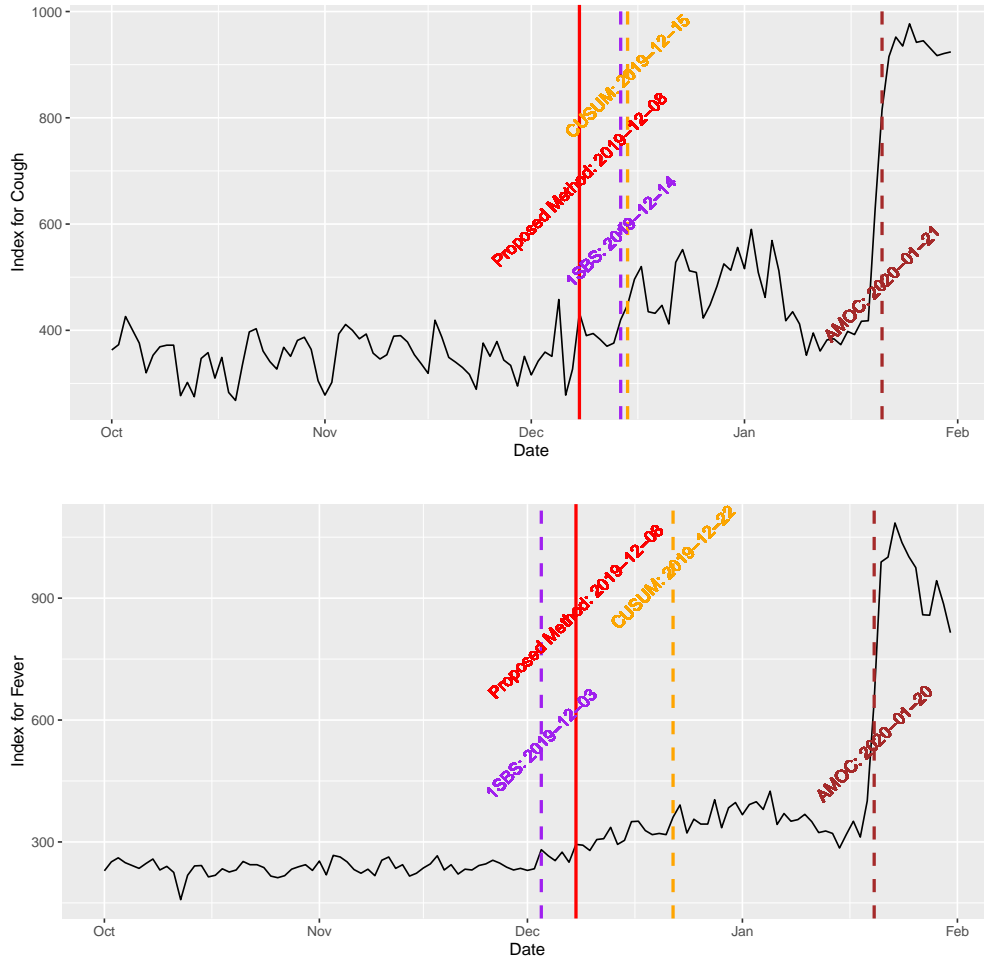 1000
800
600
400
Index for Cough
CUSUM: 2019−12−15
Proposed Method: 2019−12−08
1SBS: 2019−12−14
AMOC: 2020−01−21
Oct Nov Dec Jan Feb
Date
900
600
300
Index for Fever
CUSUM: 2019−12−22
Proposed Method: 2019−12−08
1SBS: 2019−12−03
AMOC: 2020−01−20
Oct Nov Dec Jan Feb
Date